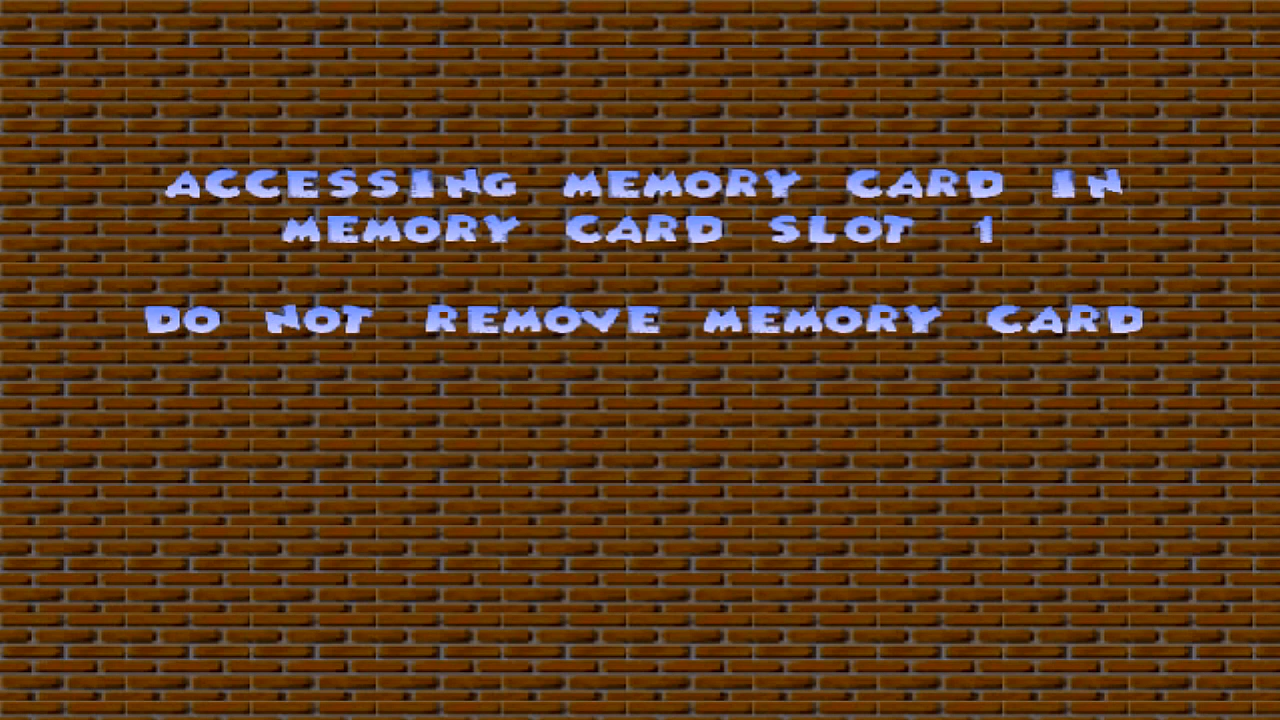 ACCESSING MEMORY CARD IN
MEMORY CARD SLOT 1
DO NOT REMOVE MEMORY CARD